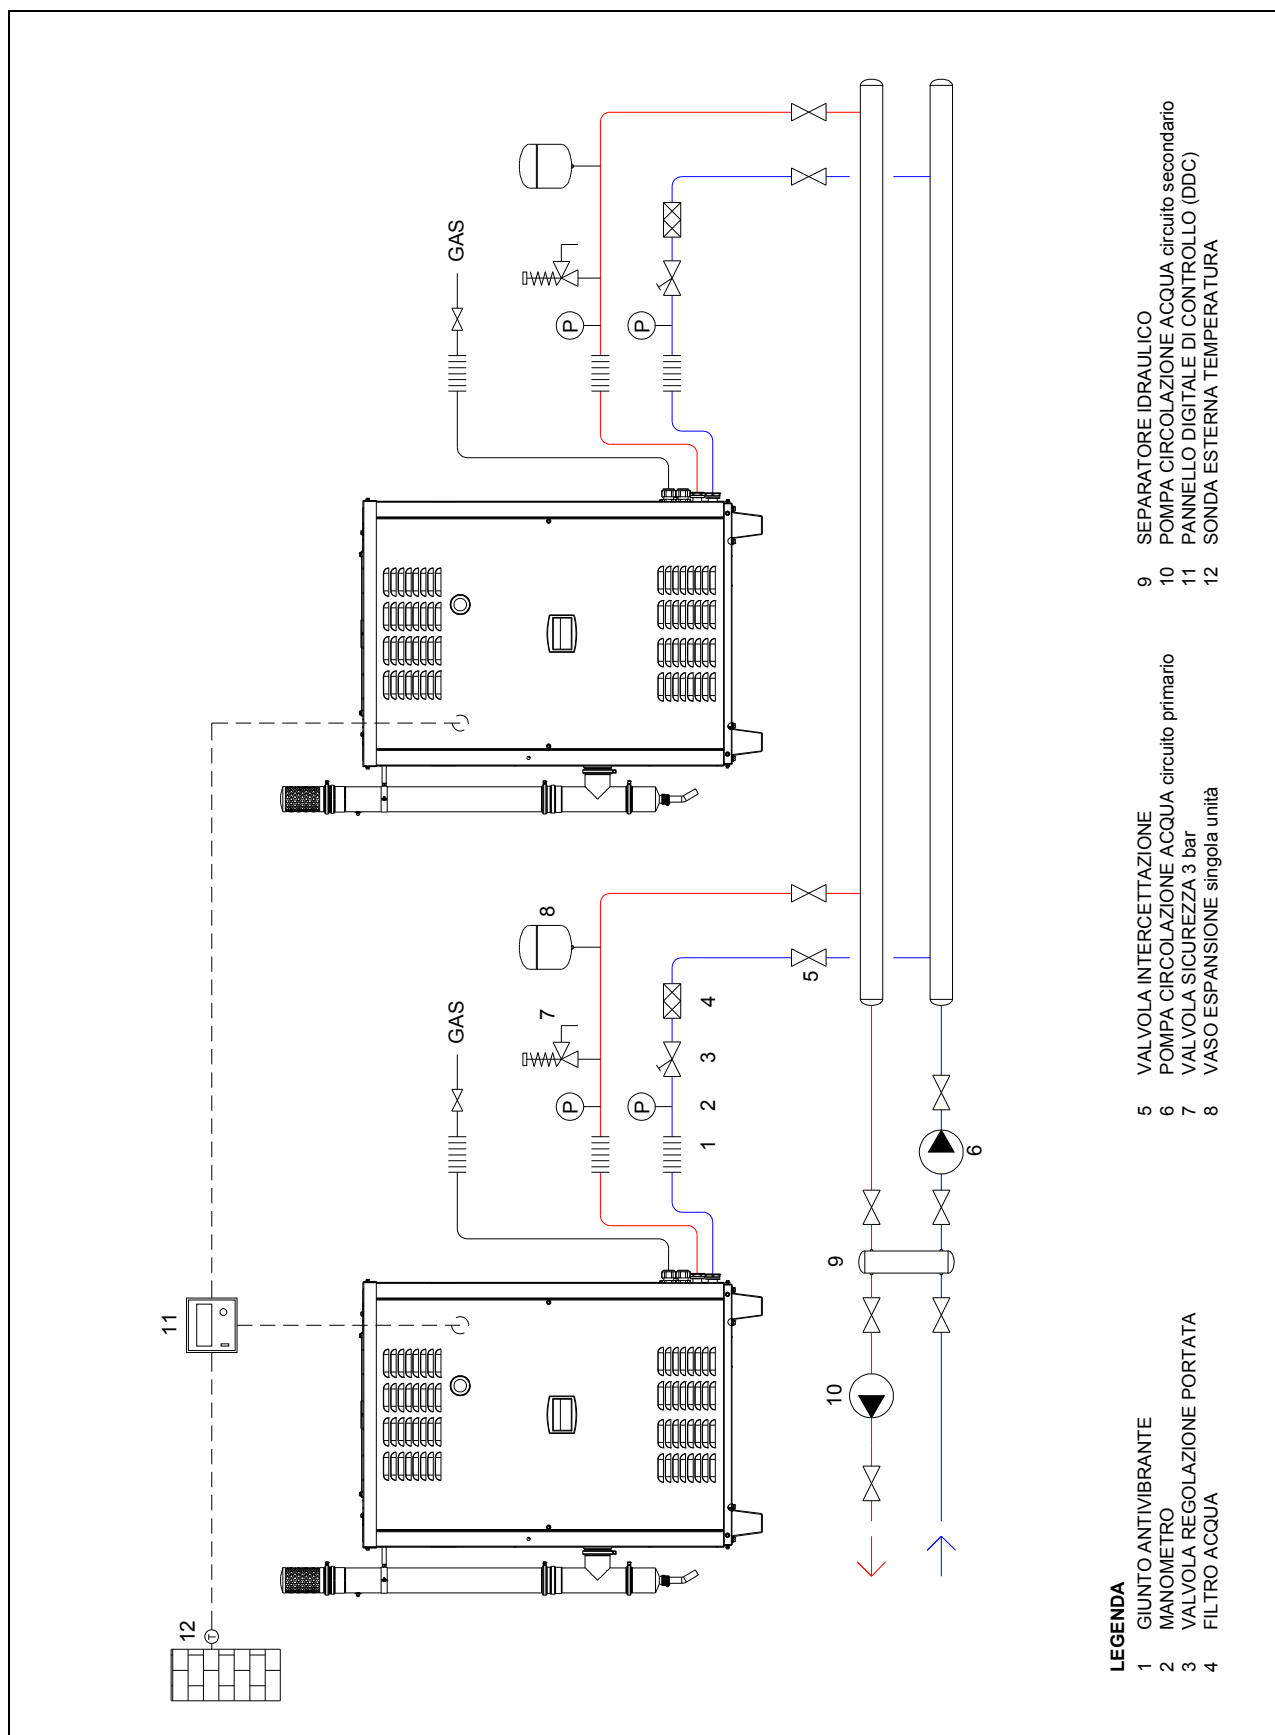 12
11
GAS
GAS
P
P
P
P
T
7
8
1
2
3
4
5
10
9
6
LEGENDA
1 GIUNTO ANTIVIBRANTE
2 MANOMETRO
3 VALVOLA REGOLAZIONE PORTATA
4 FILTRO ACQUA
5 VALVOLA INTERCETTAZIONE
6 POMPA CIRCOLAZIONE ACQUA circuito primario
7 VALVOLA SICUREZZA 3 bar
8 VASO ESPANSIONE singola unità
9 SEPARATORE IDRAULICO
10 POMPA CIRCOLAZIONE ACQUA circuito secondario
11 PANNELLO DIGITALE DI CONTROLLO (DDC)
12 SONDA ESTERNA TEMPERATURA